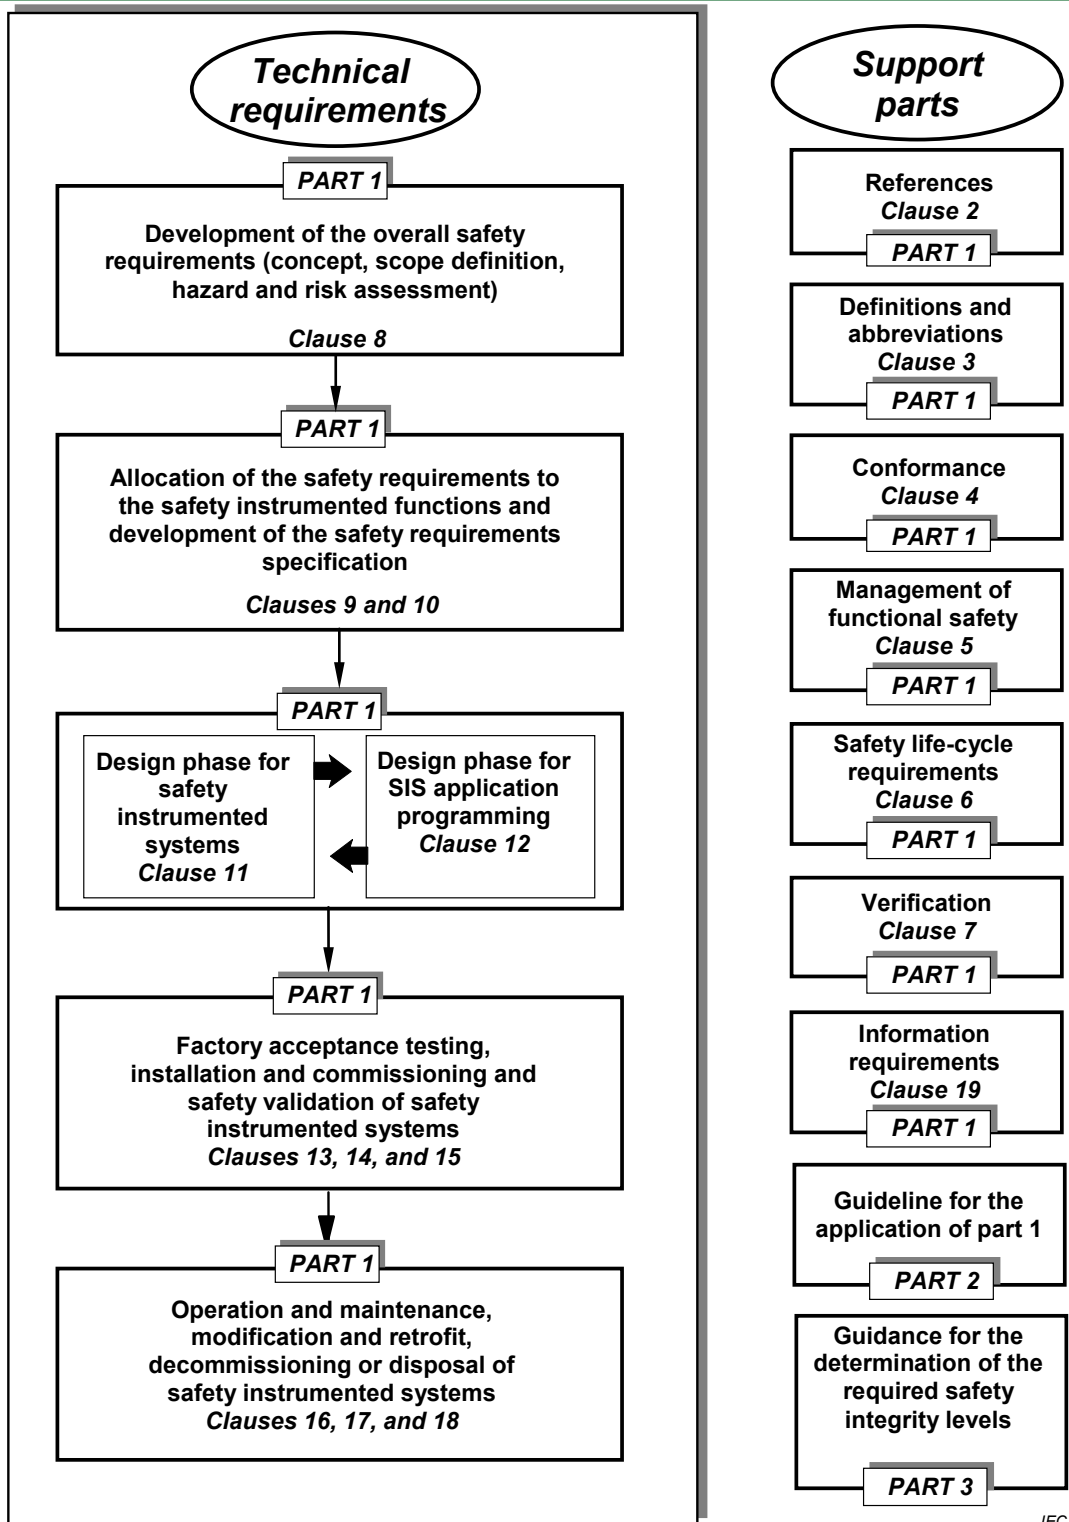 Technical
requirements
PART 1
Development of the overall safety
requirements (concept, scope definition,
hazard and risk assessment)
Clause 8
PART 1
Allocation of the safety requirements to
the safety instrumented functions and
development of the safety requirements
specification
Clauses 9 and 10
PART 1
Design phase for
safety
instrumented
systems
Clause 11
Design phase for
SIS application
programming
Clause 12
PART 1
Factory acceptance testing,
installation and commissioning and
safety validation of safety
instrumented systems
Clauses 13, 14, and 15
PART 1
Operation and maintenance,
modification and retrofit,
decommissioning or disposal of
safety instrumented systems
Clauses 16, 17, and 18
Support
parts
References
Clause 2
PART 1
Definitions and
abbreviations
Clause 3
PART 1
Conformance
Clause 4
PART 1
Management of
functional safety
Clause 5
PART 1
Safety life-cycle
requirements
Clause 6
PART 1
Verification
Clause 7
PART 1
Information
requirements
Clause 19
PART 1
Guideline for the
application of part 1
PART 2
Guidance for the
determination of the
required safety
integrity levels
PART 3
IEC